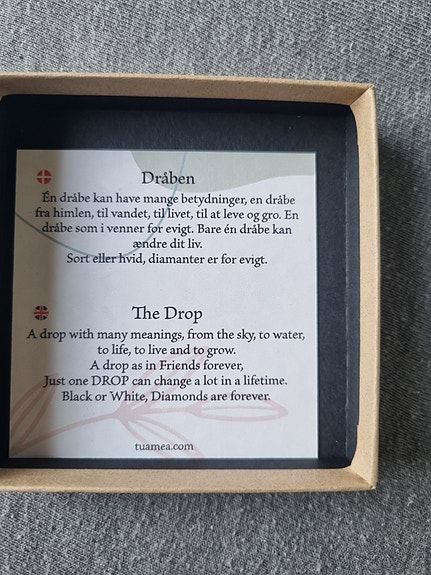 Dråben
Én dråbe kan have mange betydninger, en dråbe
fra himlen, til vandet, til livet, til at leve og gro. En
dråbe som i venner for evigt. Bare én dråbe kan
ændre dit liv.
Sort eller hvid, diamanter er for evigt.
The Drop
A drop with many meanings, from the sky, to water,
to life, to live and to grow.
A drop as in Friends forever,
Just one DROP can change a lot in a lifetime.
Black or White, Diamonds are forever.
tuamea.com